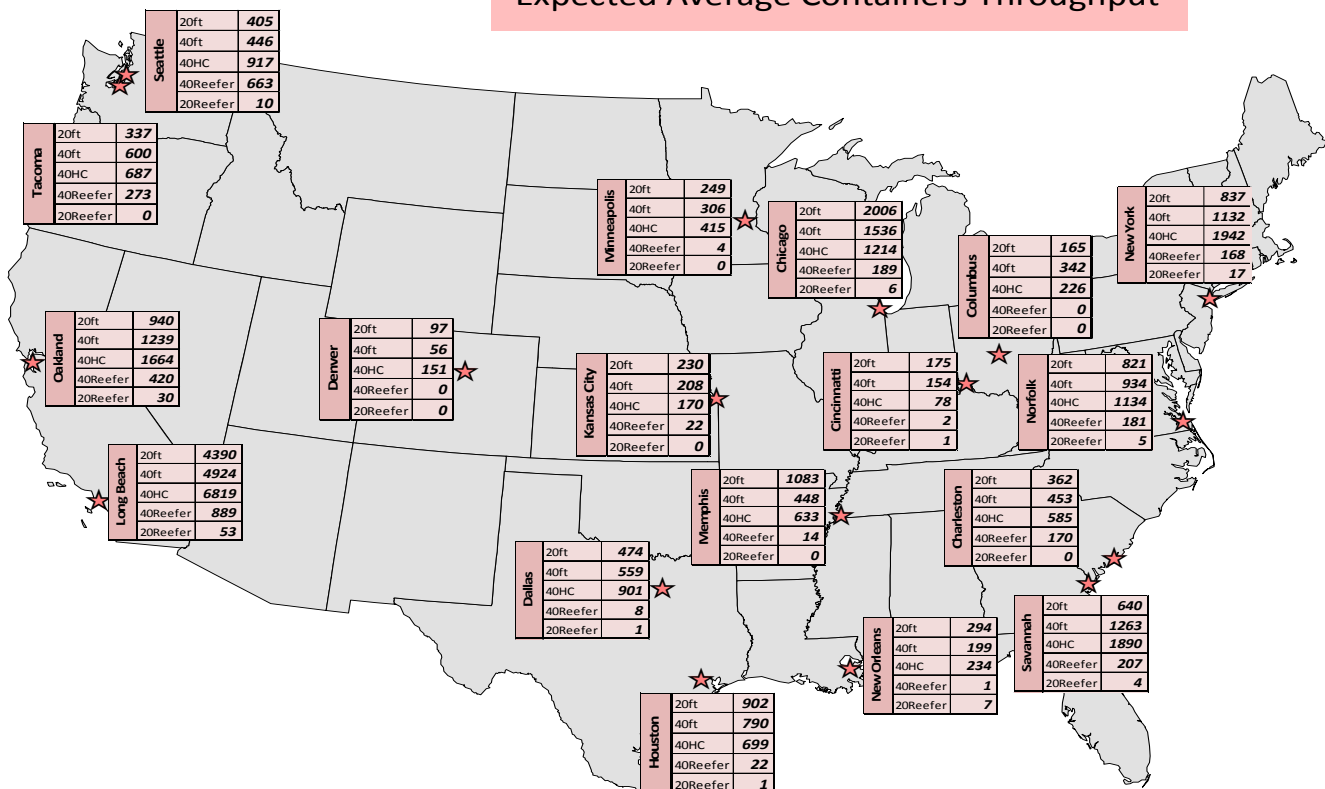 Expected Average Containers Throughput
Seattle
20ft 405
40ft 446
40HC 917
40Reefer 663
20Reefer 10
Tacoma
20ft 337
40ft 600
40HC 687
40Reefer 273
20Reefer 0
Minneapolis
20ft 249
40ft 306
40HC 415
40Reefer 4
20Reefer 0
Chicago
20ft 2006
40ft 1536
40HC 1214
40Reefer 189
20Reefer 6
Columbus
20ft 165
40ft 342
40HC 226
40Reefer 0
20Reefer 0
New York
20ft 837
40ft 1132
40HC 1942
40Reefer 168
20Reefer 17
Oakland
20ft 940
40ft 1239
40HC 1664
40Reefer 420
20Reefer 30
Denver
20ft 97
40ft 56
40HC 151
40Reefer 0
20Reefer 0
Kansas City
20ft 230
40ft 208
40HC 170
40Reefer 22
20Reefer 0
Cincinnatti
20ft 175
40ft 154
40HC 78
40Reefer 2
20Reefer 1
Norfolk
20ft 821
40ft 934
40HC 1134
40Reefer 181
20Reefer 5
Long Beach
20ft 4390
40ft 4924
40HC 6819
40Reefer 889
20Reefer 53
Memphis
20ft 1083
40ft 448
40HC 633
40Reefer 14
20Reefer 0
Charleston
20ft 362
40ft 453
40HC 585
40Reefer 170
20Reefer 0
Dallas
20ft 474
40ft 559
40HC 901
40Reefer 8
20Reefer 1
New Orleans
20ft 294
40ft 199
40HC 234
40Reefer 1
20Reefer 7
Savannah
20ft 640
40ft 1263
40HC 1890
40Reefer 207
20Reefer 4
Houston
20ft 902
40ft 790
40HC 699
40Reefer 22
20Reefer 1